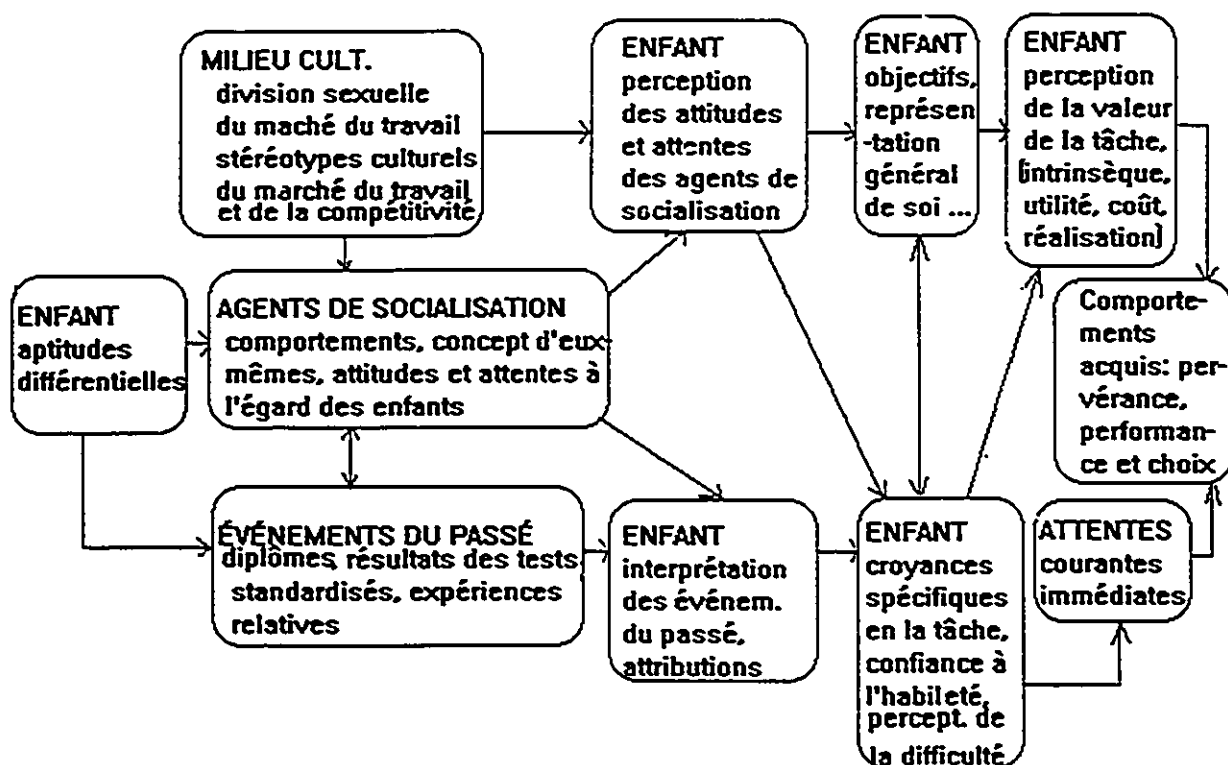 MILIEU CULT.
division sexuelle
du maché du travail
stéréotypes culturels
du marché du travail
et de la compétitivité
ENFANT
perception
des attitudes
et attentes
des agents de
socialisation
ENFANT
objectifs,
représen
-tation
général
de soi ...
ENFANT
perception
de la valeur
de la tâche,
(intrinsèque,
utilité, coût,
réalisation)
ENFANT
aptitudes
différentielles
AGENTS DE SOCIALISATION
comportements, concept d'eux-
mêmes, attitudes et attentes à
l'égard des enfants
Comporte-
ments
acquis: per-
vérance,
performan-
ce et choix
ÉVÉNEMENTS DU PASSÉ
diplômes, résultats des tests
standardisés, expériences
relatives
ENFANT
interprétation
des événem.
du passé,
attributions
ENFANT
croyances
spécifiques
en la tâche,
confiance à
l'habileté,
percept. de
la difficulté
ATTENTES
courantes
immédiates